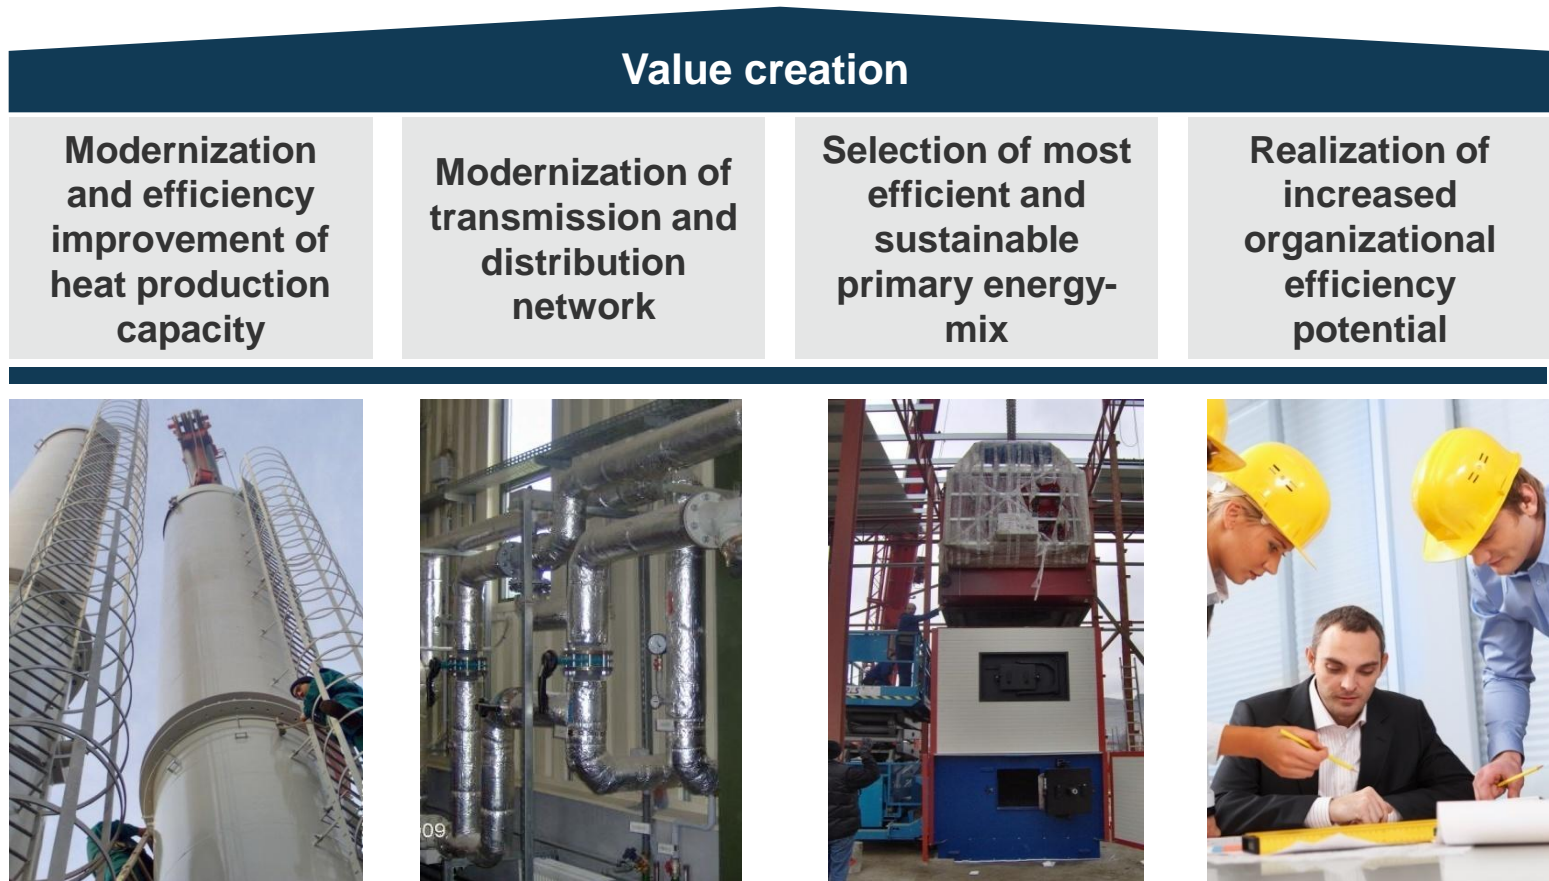 Value creation
Modernization
and efficiency
improvement of
heat production
capacity
Modernization of
transmission and
distribution
network
Selection of most
efficient and
sustainable
primary energy-
mix
Realization of
increased
organizational
efficiency
potential
09